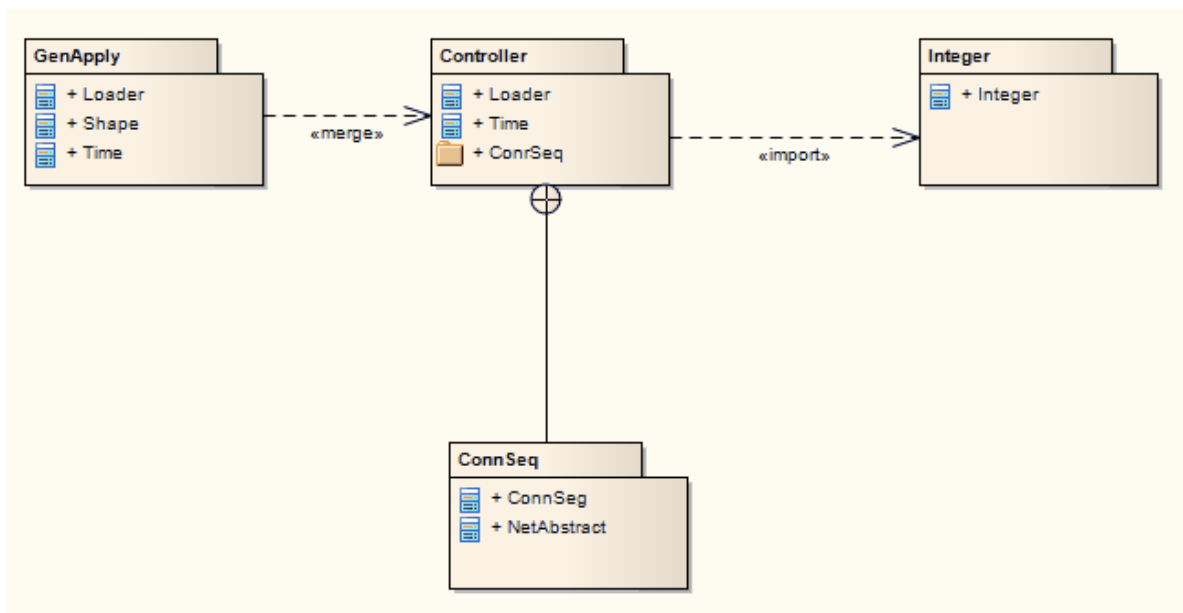 GenApply
+ Loader
+ Shape
+ Time
«merge»
Controller
+ Loader
+ Time
+ ConrSeq
«import»
Integer
+ Integer
ConnSeq
+ ConnSeg
+ NetAbstract